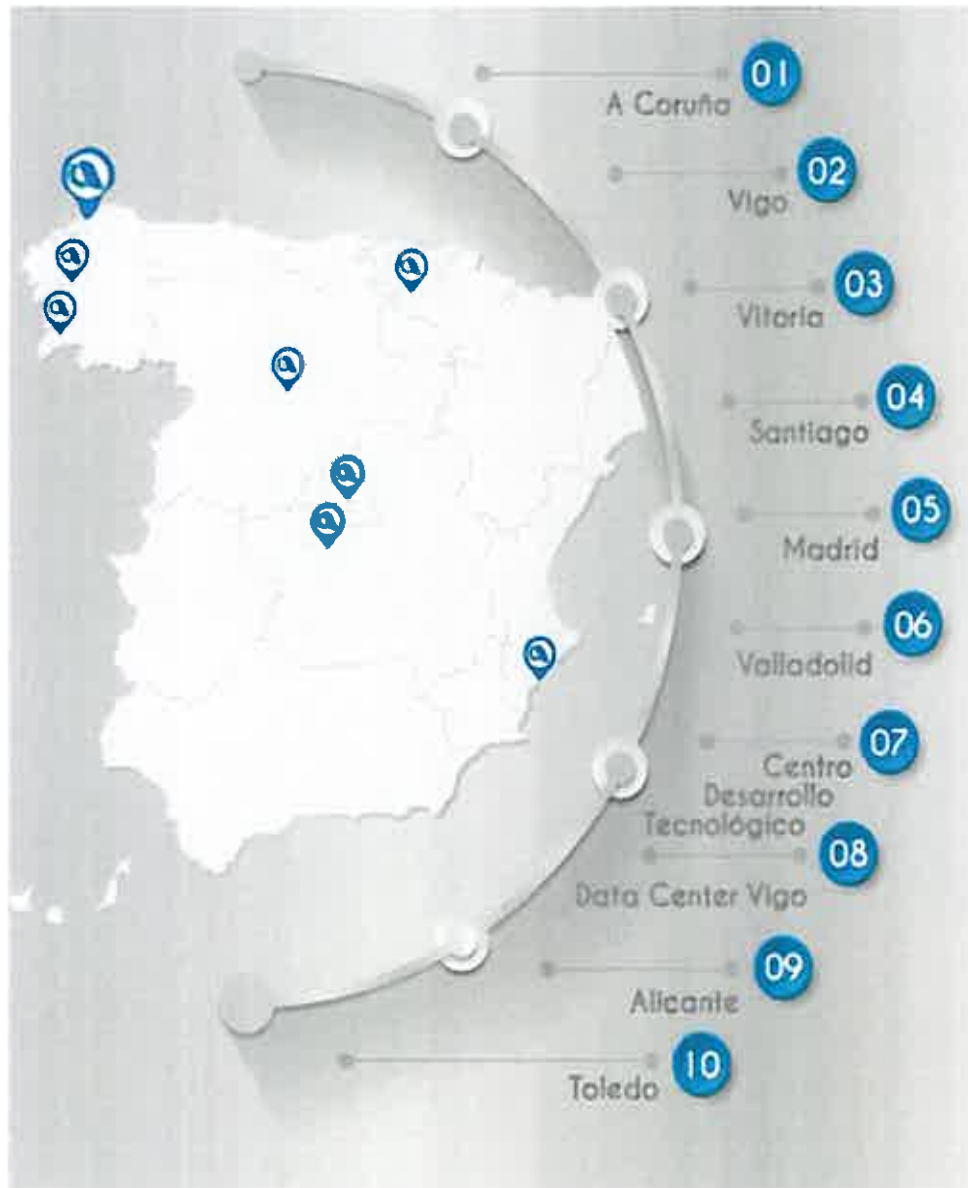 01
A Coruña
02
Vigo
03
Vitoria
04
Santiago
05
Madrid
06
Valladolid
07
Centro
Desarrollo
Tecnológico
08
Data Center Vigo
09
Alicante
10
Toledo